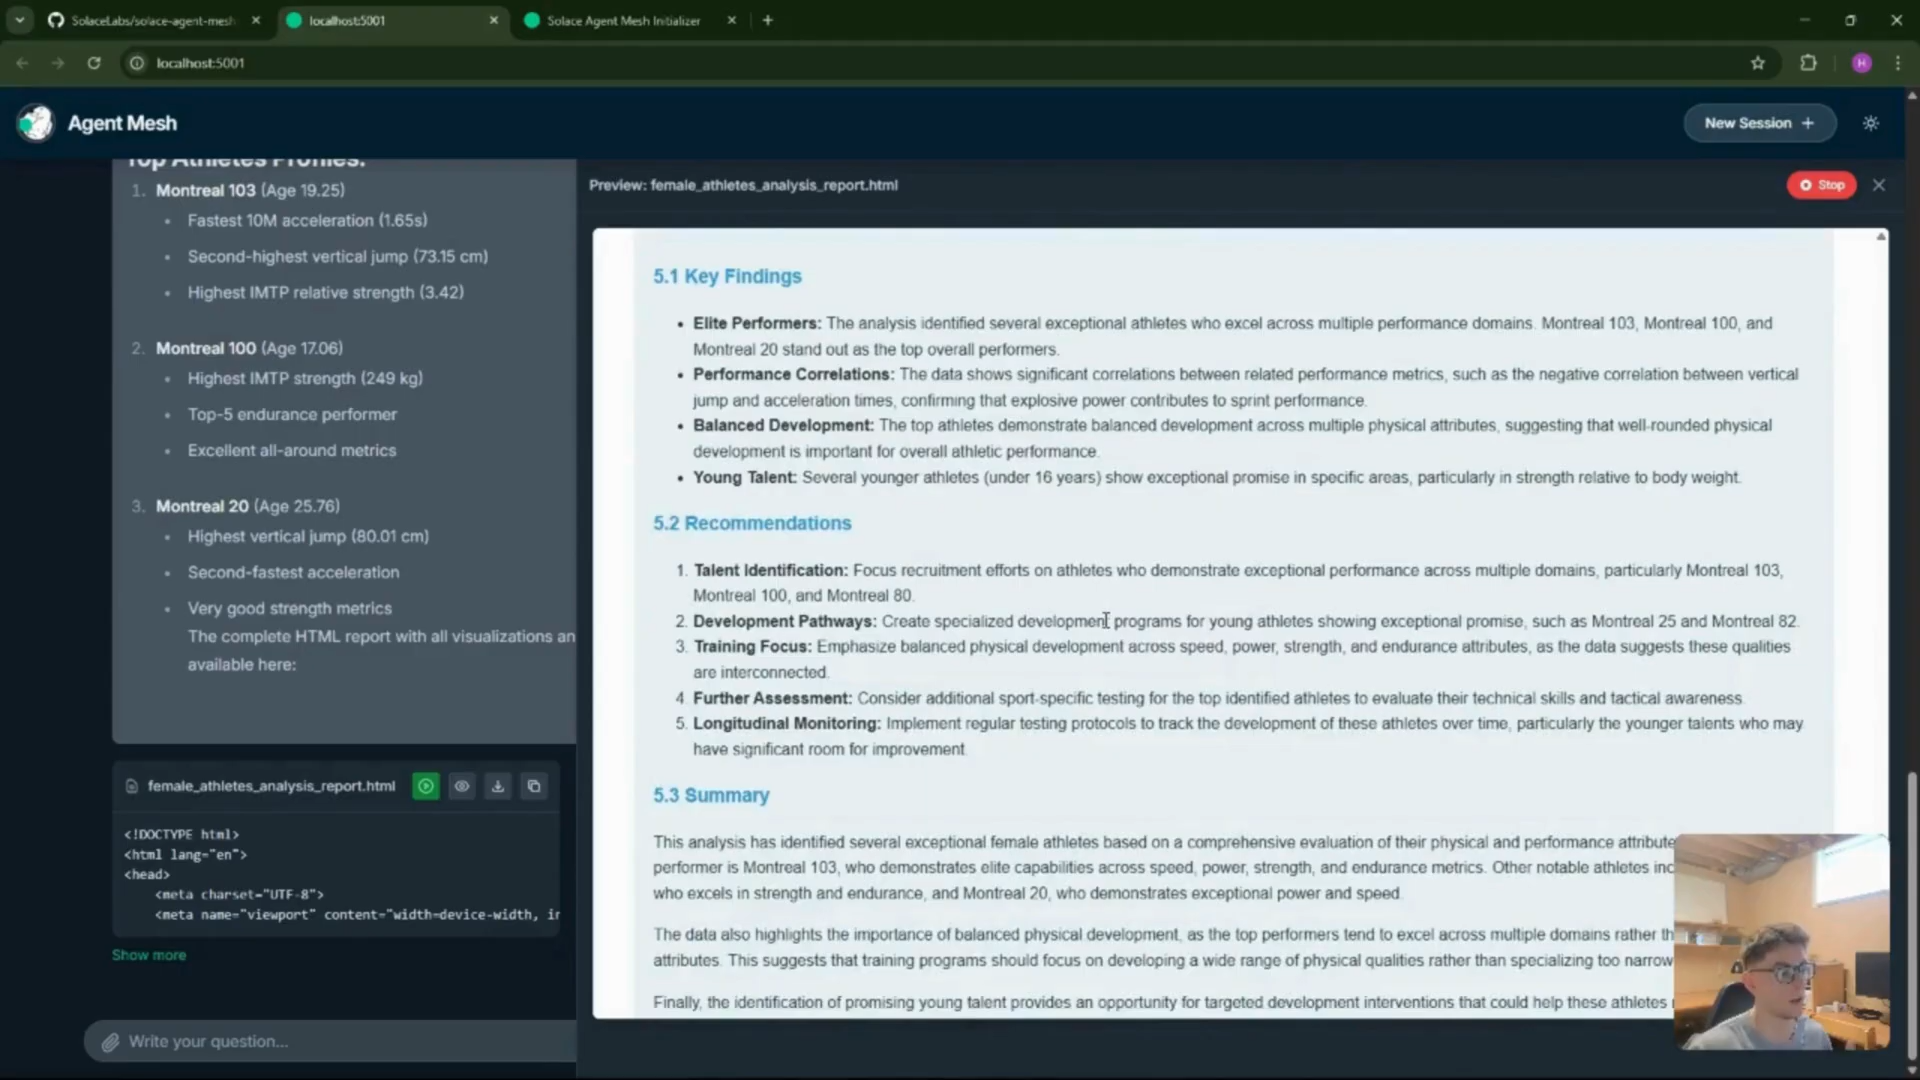 SolaceLabs/solace-agent-mesh
localhost:5001
Solace Agent Mesh Initializer
localhost:5001
H
Agent Mesh
New Session +
Top Athletes Profiles:
1. Montreal 103 (Age 19.25)
• Fastest 10M acceleration (1.65s)
• Second-highest vertical jump (73.15 cm)
• Highest IMTP relative strength (3.42)
2. Montreal 100 (Age 17.06)
• Highest IMTP strength (249 kg)
• Top-5 endurance performer
• Excellent all-around metrics
3. Montreal 20 (Age 25.76)
• Highest vertical jump (80.01 cm)
• Second-fastest acceleration
• Very good strength metrics
The complete HTML report with all visualizations an
available here:
female_athletes_analysis_report.html
<!DOCTYPE html>
<html lang="en">
<head>
<meta charset="UTF-8">
<meta name="viewport" content="width=device-width, in
Show more
Write your question...
Preview: female_athletes_analysis_report.html
Stop
5.1 Key Findings
• Elite Performers: The analysis identified several exceptional athletes who excel across multiple performance domains. Montreal 103, Montreal 100, and
Montreal 20 stand out as the top overall performers.
• Performance Correlations: The data shows significant correlations between related performance metrics, such as the negative correlation between vertical
jump and acceleration times, confirming that explosive power contributes to sprint performance.
• Balanced Development: The top athletes demonstrate balanced development across multiple physical attributes, suggesting that well-rounded physical
development is important for overall athletic performance.
• Young Talent: Several younger athletes (under 16 years) show exceptional promise in specific areas, particularly in strength relative to body weight.
5.2 Recommendations
1. Talent Identification: Focus recruitment efforts on athletes who demonstrate exceptional performance across multiple domains, particularly Montreal 103,
Montreal 100, and Montreal 80.
2. Development Pathways: Create specialized development programs for young athletes showing exceptional promise, such as Montreal 25 and Montreal 82.
3. Training Focus: Emphasize balanced physical development across speed, power, strength, and endurance attributes, as the data suggests these qualities
are interconnected.
4. Further Assessment: Consider additional sport-specific testing for the top identified athletes to evaluate their technical skills and tactical awareness.
5. Longitudinal Monitoring: Implement regular testing protocols to track the development of these athletes over time, particularly the younger talents who may
have significant room for improvement.
5.3 Summary
This analysis has identified several exceptional female athletes based on a comprehensive evaluation of their physical and performance attribute
performer is Montreal 103, who demonstrates elite capabilities across speed, power, strength, and endurance metrics. Other notable athletes inc
who excels in strength and endurance, and Montreal 20, who demonstrates exceptional power and speed.
The data also highlights the importance of balanced physical development, as the top performers tend to excel across multiple domains rather th
attributes. This suggests that training programs should focus on developing a wide range of physical qualities rather than specializing too narrow
Finally, the identification of promising young talent provides an opportunity for targeted development interventions that could help these athletes